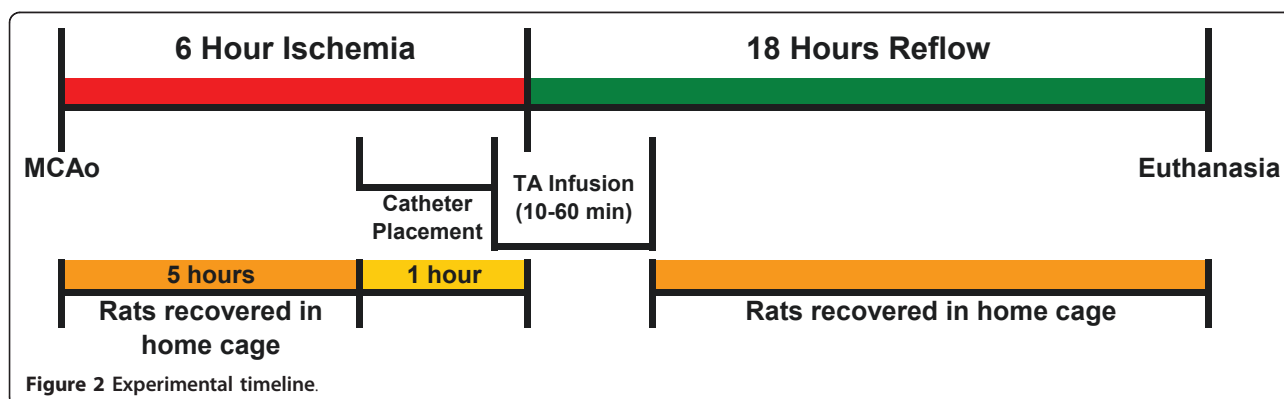 6 Hour Ischemia
18 Hours Reflow
MCAo
Euthanasia
TA Infusion
(10-60 min)
Catheter
Placement
5 hours
1 hour
Rats recovered in
home cage
Rats recovered in home cage
Figure 2 Experimental timeline.